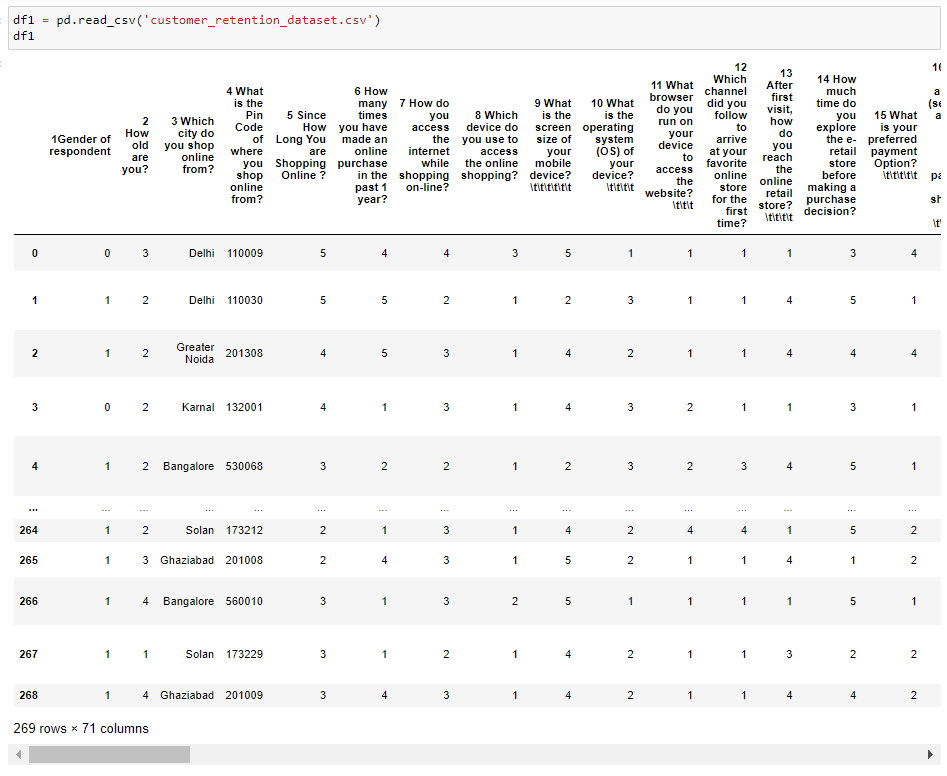 df1 = pd.read_csv('customer_retention_dataset.csv')
df1
1Gender of
respondent
2
How
old
are
you?
3 Which
city do
you shop
online
from?
4 What
is the
Pin
Code
of
where
you
shop
online
from?
5 Since
How
Long You
are
Shopping
Online ?
6 How
many
times
you have
made an
online
purchase
in the
past 1
year?
7 How do
you
access
the
internet
while
shopping
on-line?
8 Which
device do
you use to
access
the online
shopping?
9 What
is the
screen
size of
your
mobile
device?
\t\t\t\t\t\t
10 What
is the
operating
system
(OS) of
your
device?
\t\t\t\t
11 What
browser
do you
run on
your
device
to
access
the
website?
\t\t\t
12
Which
channel
did you
follow
to
arrive
at your
favorite
online
store
for the
first
time?
13
After
first
visit,
how
do
you
reach
the
online
retail
store?
\t\t\t\t
14 How
much
time do
you
explore
the e-
retail
store
before
making a
purchase
decision?
15 What
is your
preferred
payment
Option?
\t\t\t\t\t
0 0 3 Delhi 110009 5 4 4 3 5 1 1 1 1 3 4
1 1 2 Delhi 110030 5 5 2 1 2 3 1 1 4 5 1
2 1 2 Greater
Noida 201308 4 5 3 1 4 2 1 1 4 4 4
3 0 2 Karnal 132001 4 1 3 1 4 3 2 1 1 3 1
4 1 2 Bangalore 530068 3 2 2 1 2 3 2 3 4 5 1
... ... ... ... ... ... ... ... ... ... ... ... ... ... ... ...
264 1 2 Solan 173212 2 1 3 1 4 2 4 4 1 5 2
265 1 3 Ghaziabad 201008 2 4 3 1 5 2 1 1 4 1 2
266 1 4 Bangalore 560010 3 1 3 2 5 1 1 1 1 5 1
267 1 1 Solan 173229 3 1 2 1 4 2 1 1 3 2 2
268 1 4 Ghaziabad 201009 3 4 3 1 4 2 1 1 4 4 2
269 rows × 71 columns